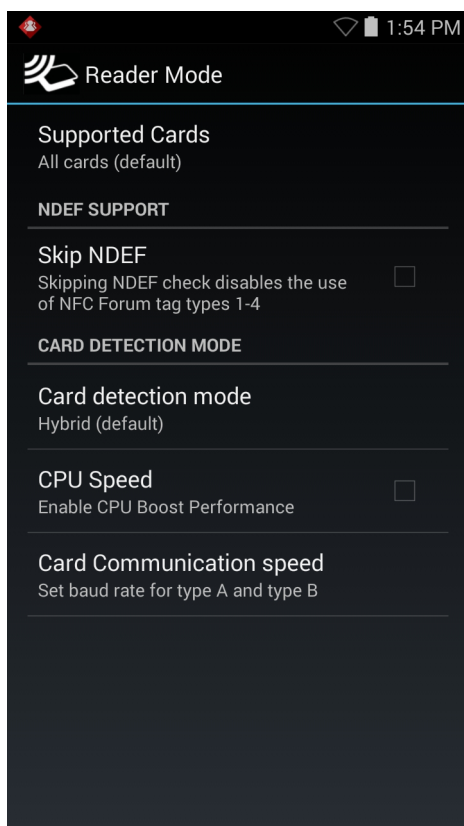 1:54 PM
Reader Mode
Supported Cards
All cards (default)
NDEF SUPPORT
Skip NDEF
Skipping NDEF check disables the use
of NFC Forum tag types 1-4
CARD DETECTION MODE
Card detection mode
Hybrid (default)
CPU Speed
Enable CPU Boost Performance
Card Communication speed
Set baud rate for type A and type B